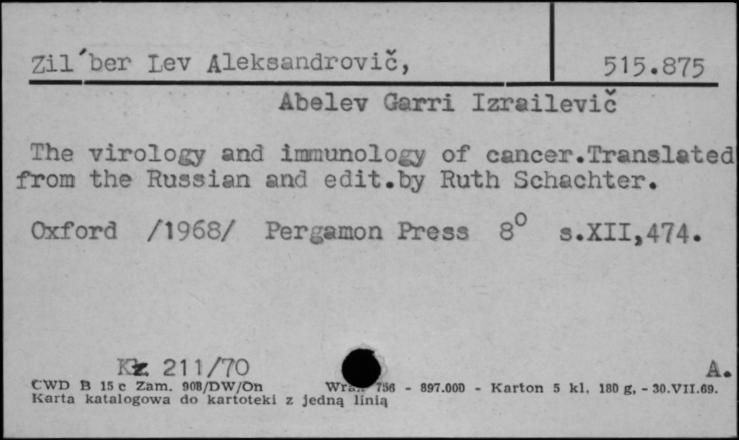 Zil´ber Lev Aleksandrovič, 515.875
Abelev Garri Izrailevič
The virology and immunology of cancer.Translated
from the Russian and edit.by Ruth Schachter.
Oxford /1968/ Pergamon Press 8⁰ s.XII,474.
Kz 211/70 A.
CWD B 15 c Zam. 908/DW/On 756 - 897.000 - Karton 5 kl. 180 g. - 30.VII.69.
Karta katalogowa do kartoteki z jedną linią